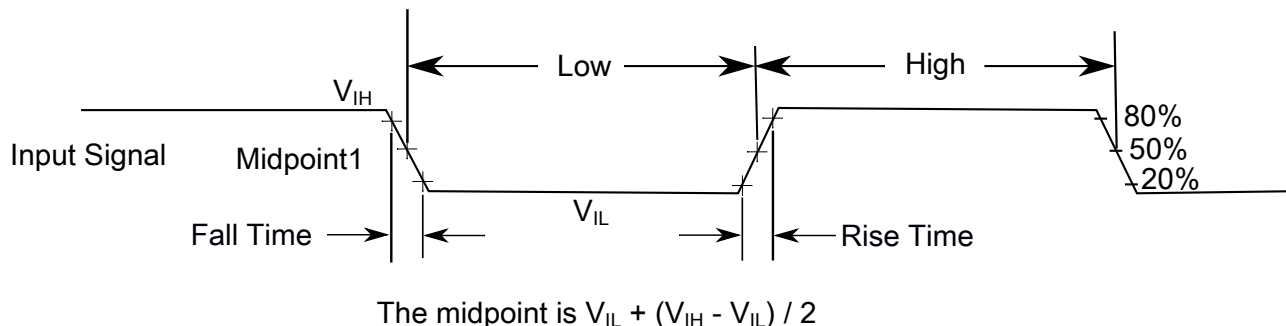 Low
High
V_IH
80%
Input Signal
Midpoint1
50%
20%
V_IL
Fall Time
Rise Time
The midpoint is V_IL + (V_IH - V_IL) / 2